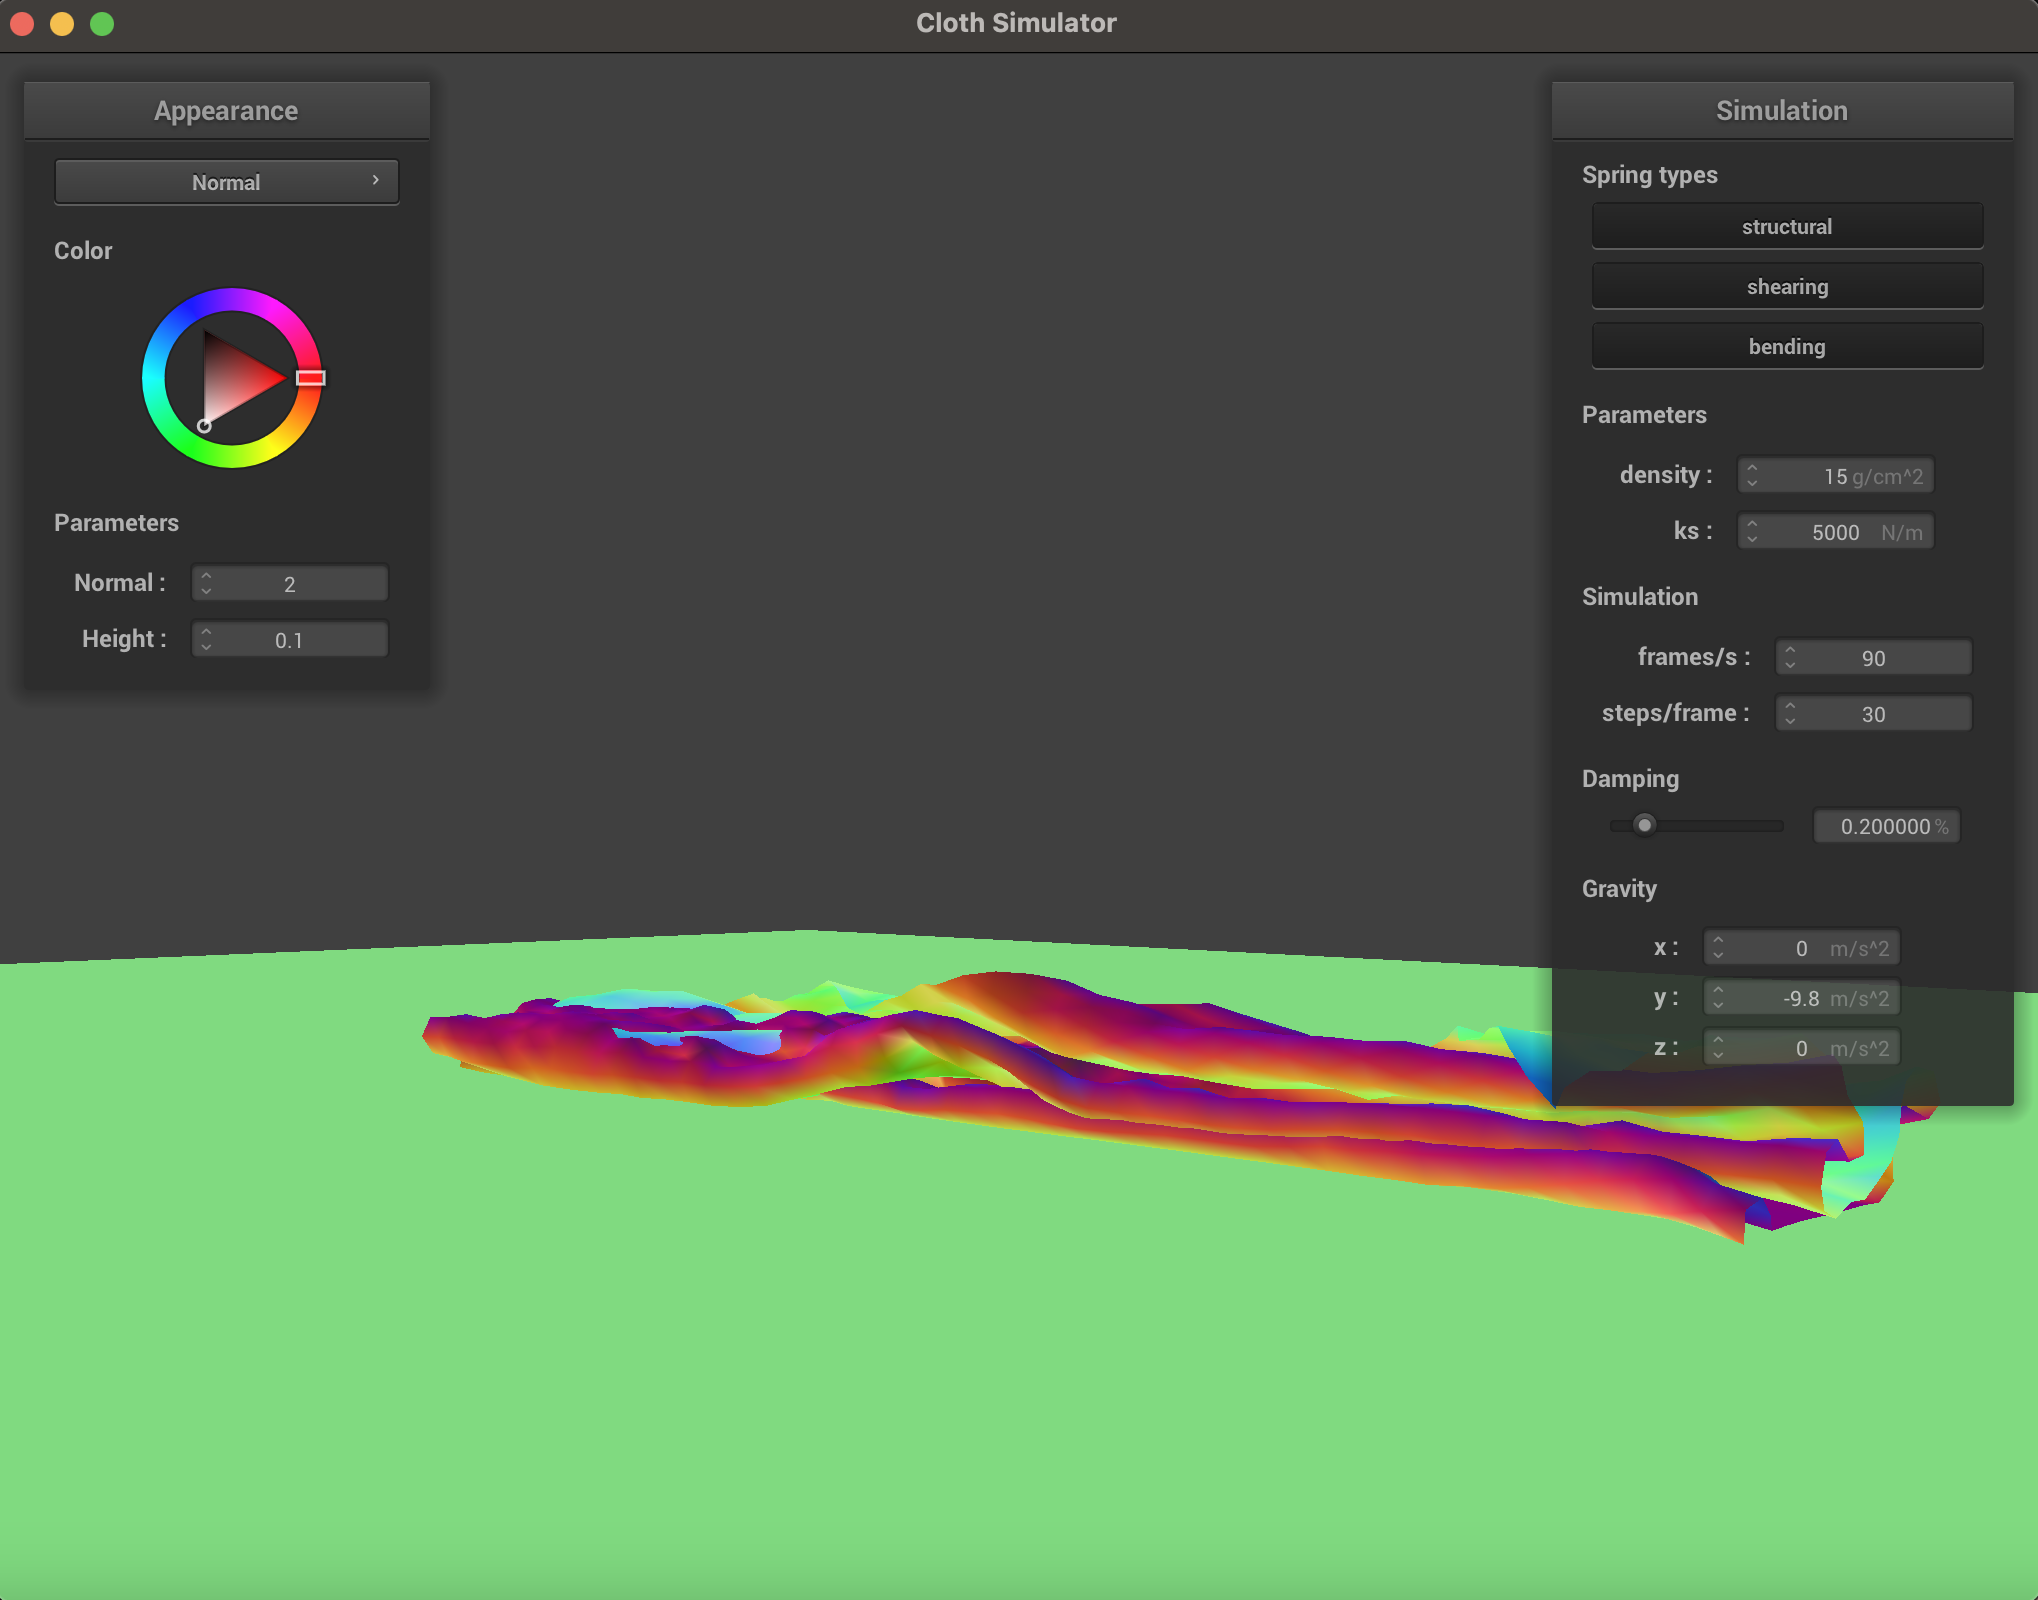 Cloth Simulator
Appearance
Normal
Color
Parameters
Normal : 2
Height : 0.1
Simulation
Spring types
structural
shearing
bending
Parameters
density : 15 g/cm^2
ks : 5000 N/m
Simulation
frames/s : 90
steps/frame : 30
Damping
0.200000 %
Gravity
x : 0 m/s^2
y : -9.8 m/s^2
z : 0 m/s^2